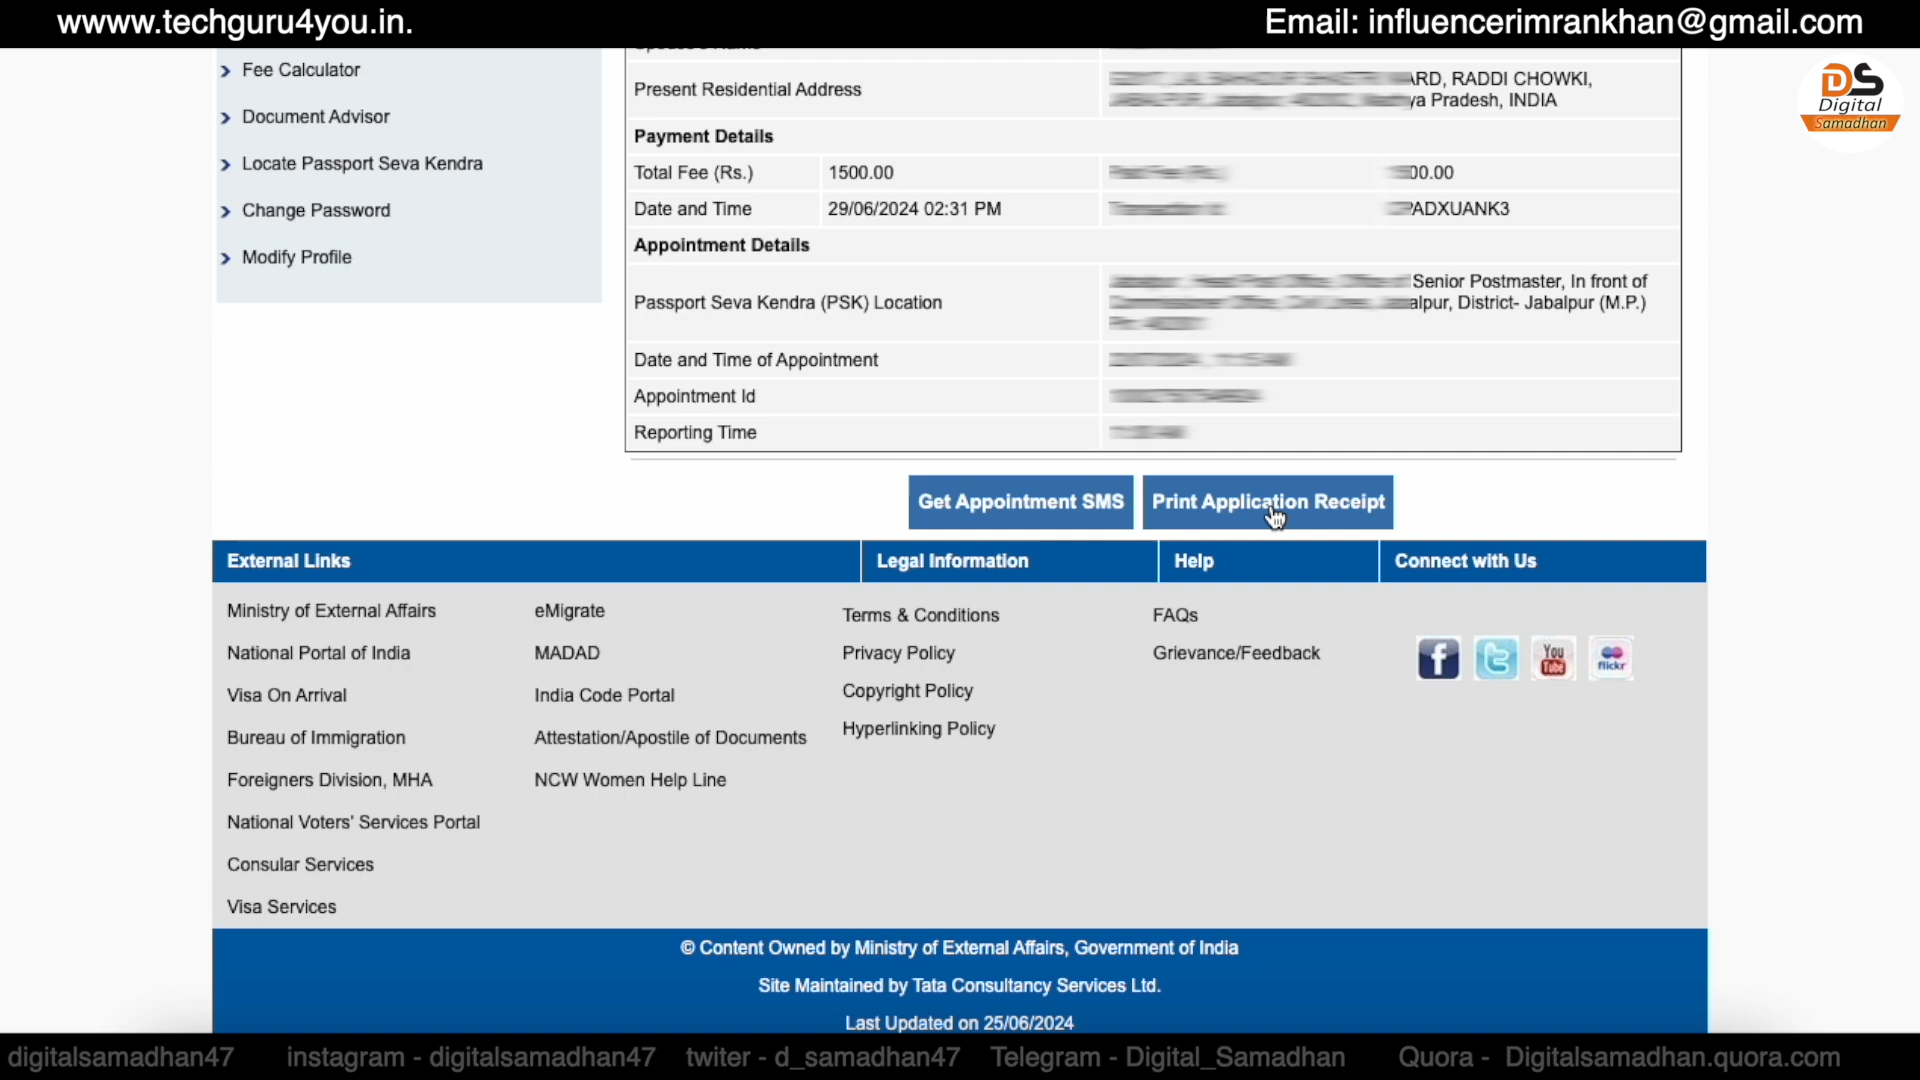 wwww.techguru4you.in.
Email: influencerimrankhan@gmail.com
DS
Digital
Samadhan
Fee Calculator
Document Advisor
Locate Passport Seva Kendra
Change Password
Modify Profile
Present Residential Address
ARD, RADDI CHOWKI,
ya Pradesh, INDIA
Payment Details
Total Fee (Rs.) 1500.00 00.00
Date and Time 29/06/2024 02:31 PM PADXUANK3
Appointment Details
Passport Seva Kendra (PSK) Location
Senior Postmaster, In front of
alpur, District- Jabalpur (M.P.)
Date and Time of Appointment
Appointment Id
Reporting Time
Get Appointment SMS Print Application Receipt
External Links Legal Information Help Connect with Us
Ministry of External Affairs
National Portal of India
Visa On Arrival
Bureau of Immigration
Foreigners Division, MHA
National Voters' Services Portal
Consular Services
Visa Services
eMigrate
MADAD
India Code Portal
Attestation/Apostile of Documents
NCW Women Help Line
Terms & Conditions
Privacy Policy
Copyright Policy
Hyperlinking Policy
FAQs
Grievance/Feedback
f
t
You
Tube
flickr
© Content Owned by Ministry of External Affairs, Government of India
Site Maintained by Tata Consultancy Services Ltd.
Last Updated on 25/06/2024
digitalsamadhan47 instagram - digitalsamadhan47 twiter - d_samadhan47 Telegram - Digital_Samadhan Quora - Digitalsamadhan.quora.com